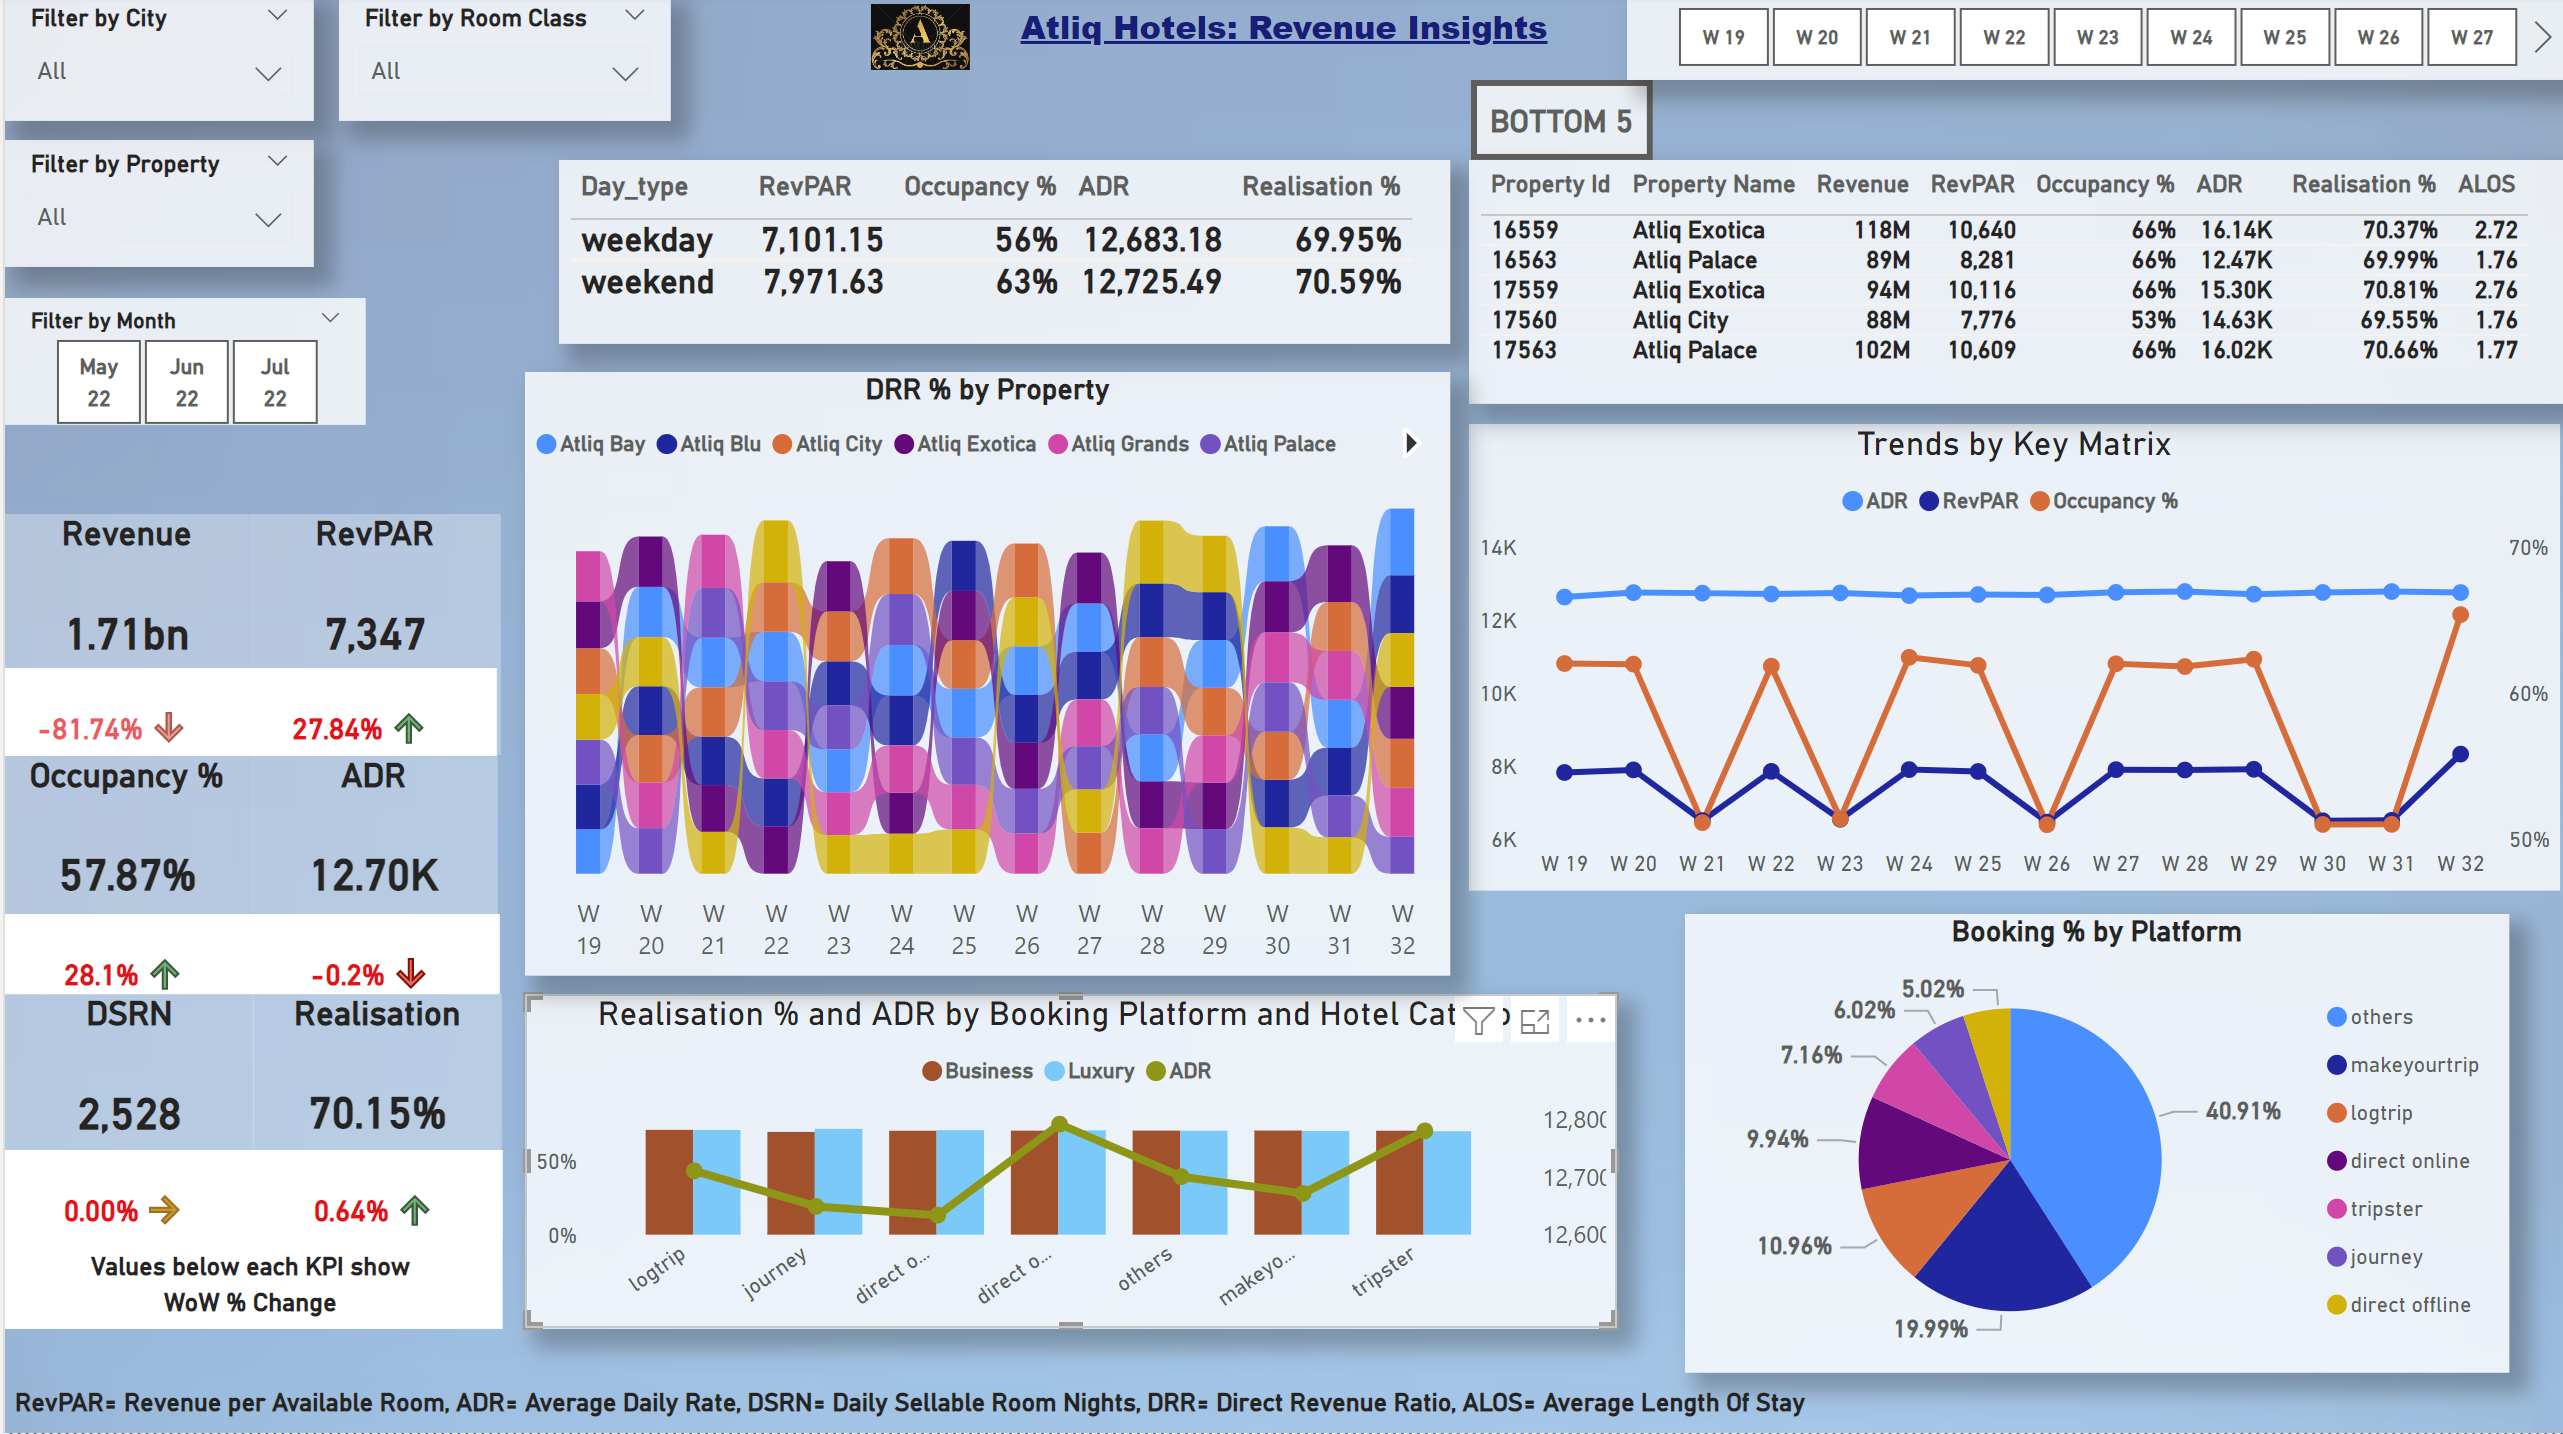 Filter by City
All
Filter by Room Class
All
A
Atliq Hotels: Revenue Insights
W 19 W 20 W 21 W 22 W 23 W 24 W 25 W 26 W 27
Filter by Property
All
Filter by Month
May 22 Jun 22 Jul 22
Day_type RevPAR Occupancy % ADR Realisation %
weekday 7,101.15 56% 12,683.18 69.95%
weekend 7,971.63 63% 12,725.49 70.59%
BOTTOM 5
Property Id Property Name Revenue RevPAR Occupancy % ADR Realisation % ALOS
16559 Atliq Exotica 118M 10,640 66% 16.14K 70.37% 2.72
16563 Atliq Palace 89M 8,281 66% 12.47K 69.99% 1.76
17559 Atliq Exotica 94M 10,116 66% 15.30K 70.81% 2.76
17560 Atliq City 88M 7,776 53% 14.63K 69.55% 1.76
17563 Atliq Palace 102M 10,609 66% 16.02K 70.66% 1.77
Revenue RevPAR
1.71bn 7,347
-81.74% 27.84%
Occupancy % ADR
57.87% 12.70K
28.1% -0.2%
DSRN Realisation
2,528 70.15%
0.00% 0.64%
Values below each KPI show
WoW % Change
DRR % by Property
Atliq Bay Atliq Blu Atliq City Atliq Exotica Atliq Grands Atliq Palace
W 19 W 20 W 21 W 22 W 23 W 24 W 25 W 26 W 27 W 28 W 29 W 30 W 31 W 32
Trends by Key Matrix
ADR RevPAR Occupancy %
14K 70%
12K
10K 60%
8K
6K 50%
W 19 W 20 W 21 W 22 W 23 W 24 W 25 W 26 W 27 W 28 W 29 W 30 W 31 W 32
Realisation % and ADR by Booking Platform and Hotel Cat o
Business Luxury ADR
12,800
50% 12,700
0% 12,600
logtrip journey direct o... direct o... others makeyo... tripster
Booking % by Platform
5.02%
6.02%
7.16%
9.94%
10.96%
19.99%
40.91%
others
makeyourtrip
logtrip
direct online
tripster
journey
direct offline
RevPAR= Revenue per Available Room, ADR= Average Daily Rate, DSRN= Daily Sellable Room Nights, DRR= Direct Revenue Ratio, ALOS= Average Length Of Stay